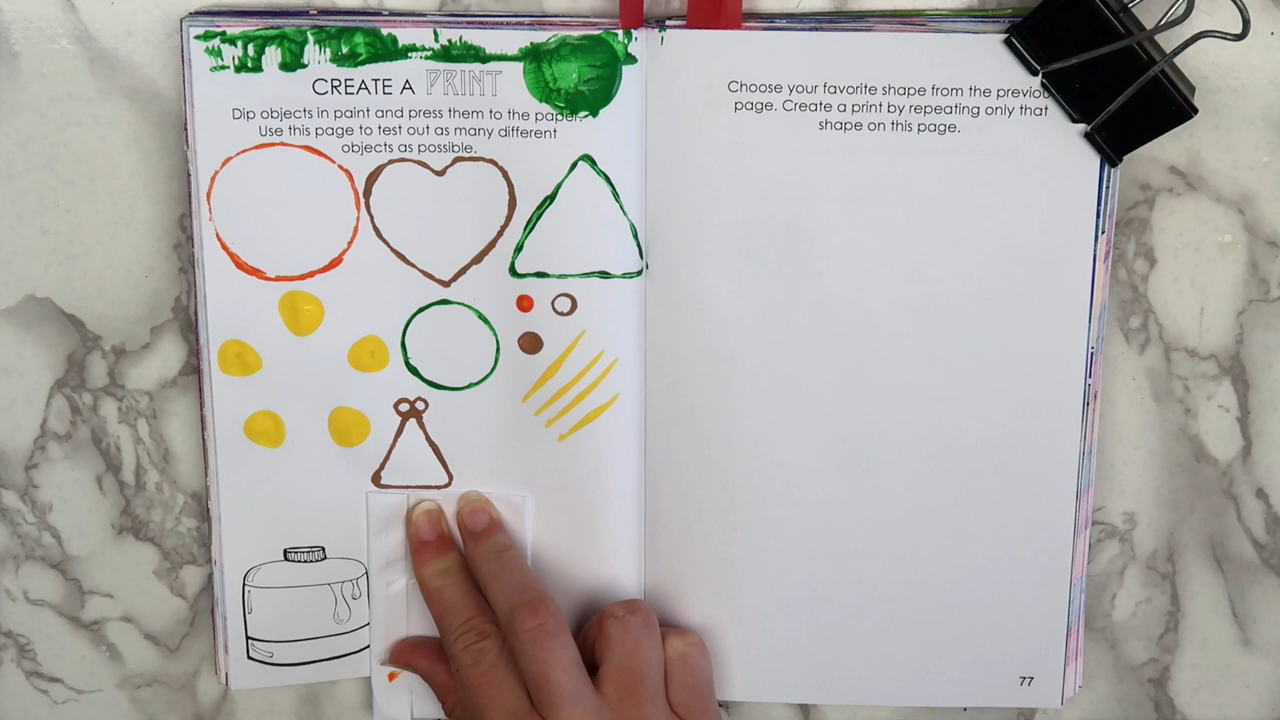 CREATE A PRINT
Dip objects in paint and press them to the paper.
Use this page to test out as many different
objects as possible.
Choose your favorite shape from the previou
page. Create a print by repeating only that
shape on this page.
77